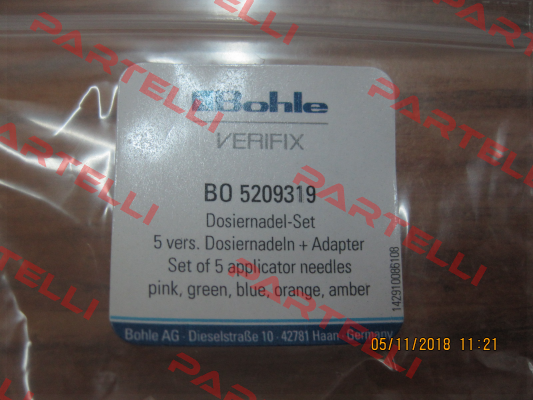 Bohle
VERIFIX
BO 5209319
Dosiernadel-Set
5 vers. Dosiernadeln + Adapter
Set of 5 applicator needles
pink, green, blue, orange, amber
Bohle AG · Dieselstraße 10 · 42781 Haan · Germany
142910086108
05/11/2018 11:21
PARTELLI
PARTELLI
PARTELLI
PARTELLI
PARTELLI
PARTELLI